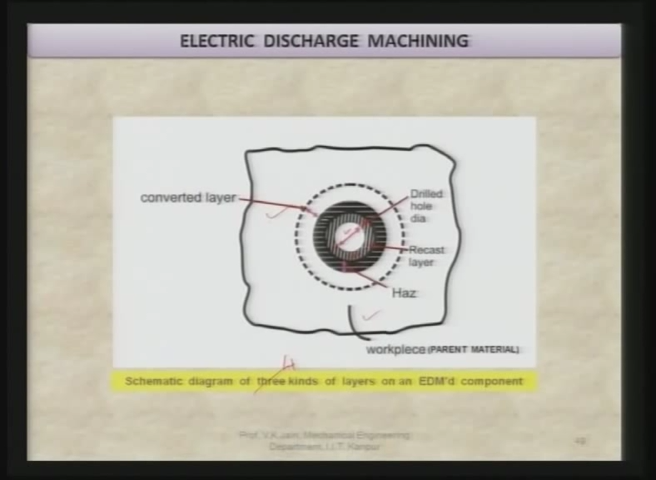 ELECTRIC DISCHARGE MACHINING
converted layer
Drilled
hole
dia
Recast
layer
Haz
workpiece (PARENT MATERIAL)
Schematic diagram of three kinds of layers on an EDM'd component
Prof. V.K.Jain, Mechanical Engineering
Department, I.I.T. Kanpur